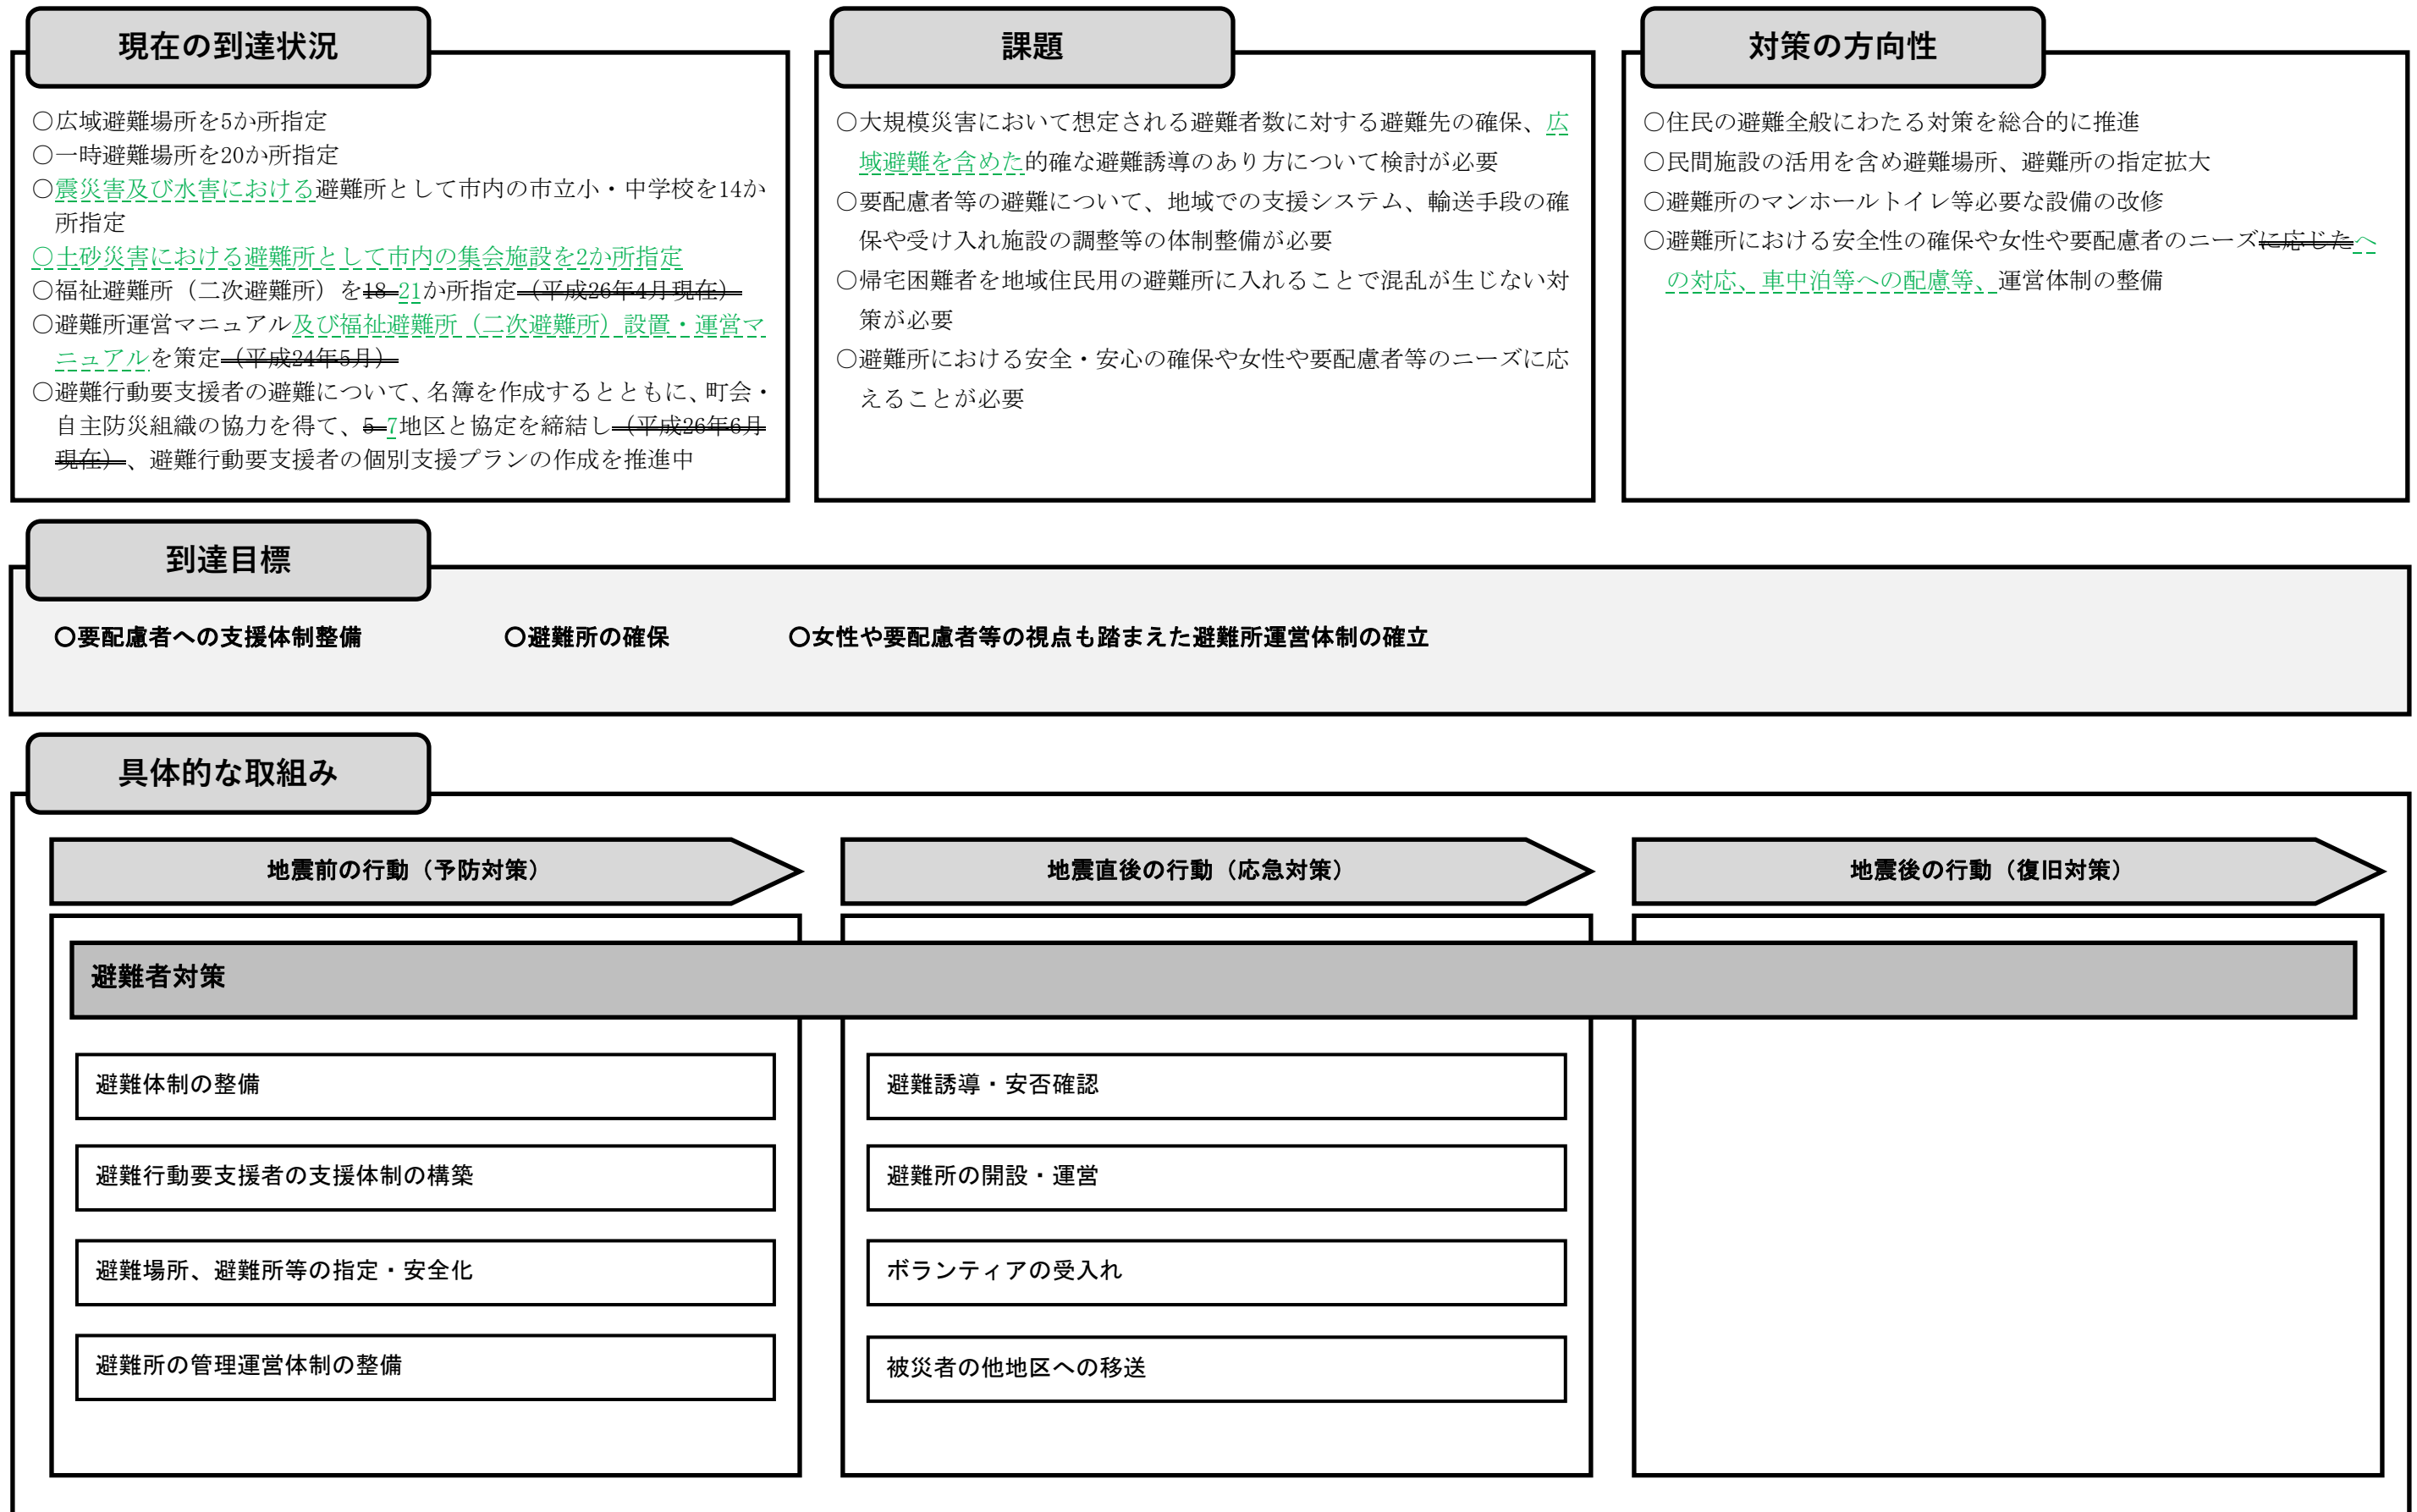 現在の到達状況
〇広域避難場所を5か所指定
〇一時避難場所を20か所指定
〇震災害及び水害における避難所として市内の市立小・中学校を14か
所指定
〇土砂災害における避難所として市内の集会施設を2か所指定
〇福祉避難所（二次避難所）を18 21か所指定（平成26年4月現在）
〇避難所運営マニュアル及び福祉避難所（二次避難所）設置・運営マ
ニュアルを策定（平成24年5月）
〇避難行動要支援者の避難について、名簿を作成するとともに、町会・
自主防災組織の協力を得て、5 7地区と協定を締結し（平成26年6月
現在）、避難行動要支援者の個別支援プランの作成を推進中
課題
〇大規模災害において想定される避難者数に対する避難先の確保、広
域避難を含めた的確な避難誘導のあり方について検討が必要
〇要配慮者等の避難について、地域での支援システム、輸送手段の確
保や受け入れ施設の調整等の体制整備が必要
〇帰宅困難者を地域住民用の避難所に入れることで混乱が生じない対
策が必要
〇避難所における安全・安心の確保や女性や要配慮者等のニーズに応
えることが必要
対策の方向性
〇住民の避難全般にわたる対策を総合的に推進
〇民間施設の活用を含め避難場所、避難所の指定拡大
〇避難所のマンホールトイレ等必要な設備の改修
〇避難所における安全性の確保や女性や要配慮者のニーズに応じたへ
の対応、車中泊等への配慮等、運営体制の整備
到達目標
〇要配慮者への支援体制整備 〇避難所の確保 〇女性や要配慮者等の視点も踏まえた避難所運営体制の確立
具体的な取組み
地震前の行動（予防対策） 地震直後の行動（応急対策） 地震後の行動（復旧対策）
避難者対策
避難体制の整備
避難行動要支援者の支援体制の構築
避難場所、避難所等の指定・安全化
避難所の管理運営体制の整備
避難誘導・安否確認
避難所の開設・運営
ボランティアの受入れ
被災者の他地区への移送